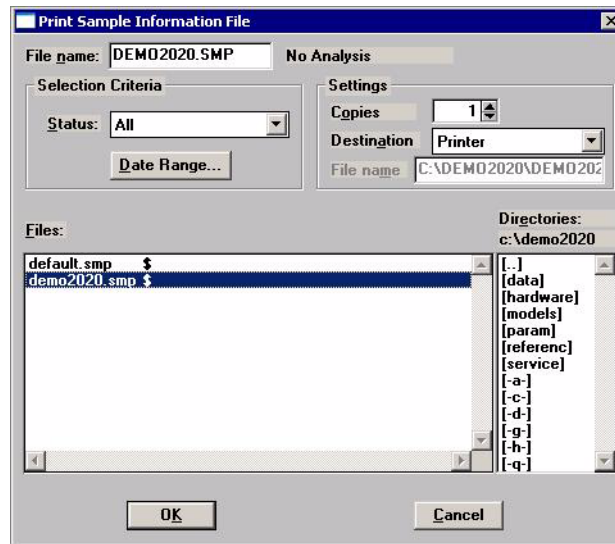 Print Sample Information File
File name: DEMO2020.SMP No Analysis
Selection Criteria
Status: All
Date Range...
Settings
Copies 1
Destination Printer
File name C:\DEMO2020\DEMO202
Files:
default.smp $
demo2020.smp $
Directories:
c:\demo2020
[..]
[data]
[hardware]
[models]
[param]
[referenc]
[service]
[-a-]
[-c-]
[-d-]
[-g-]
[-h-]
[-q-]
OK Cancel